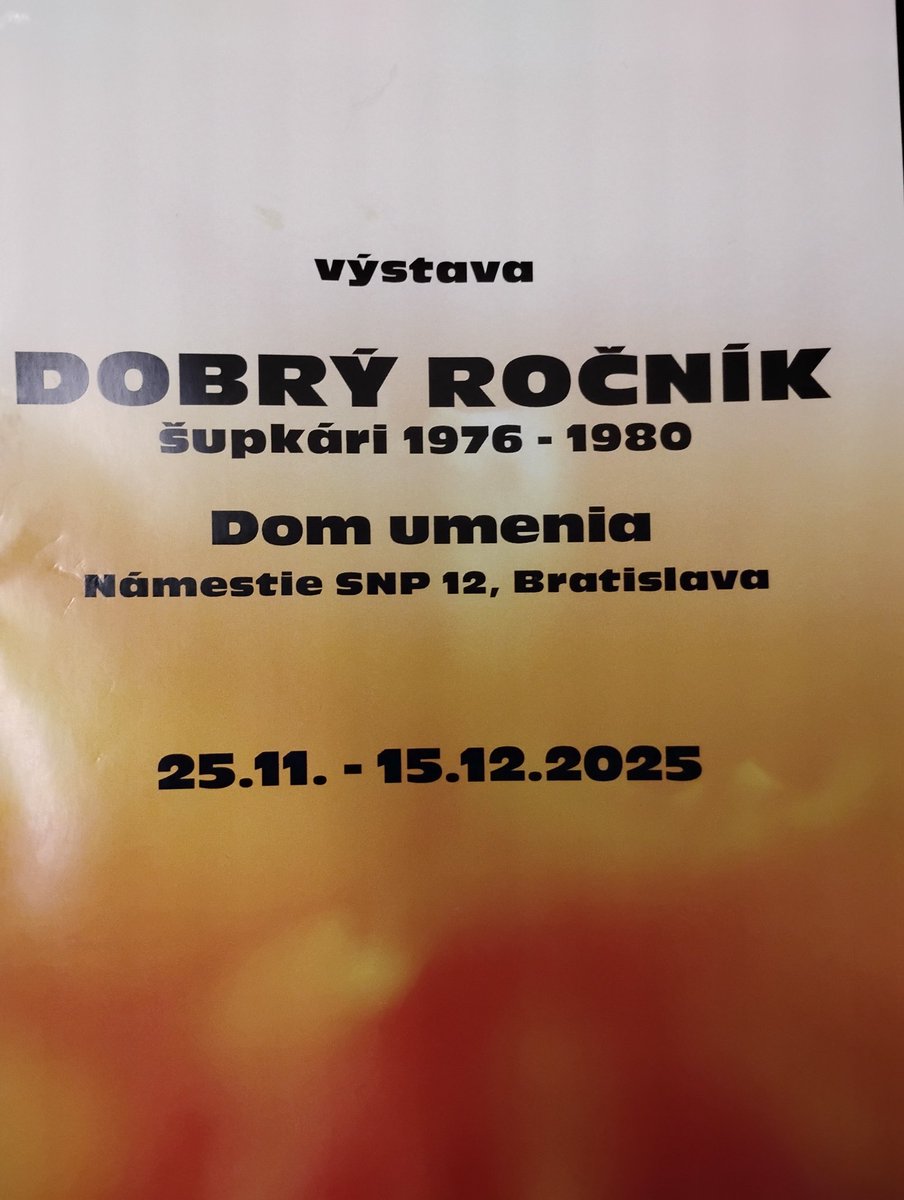 výstava
DOBRÝ ROČNÍK
šupkári 1976 - 1980
Dom umenia
Námestie SNP 12, Bratislava
25.11. - 15.12.2025